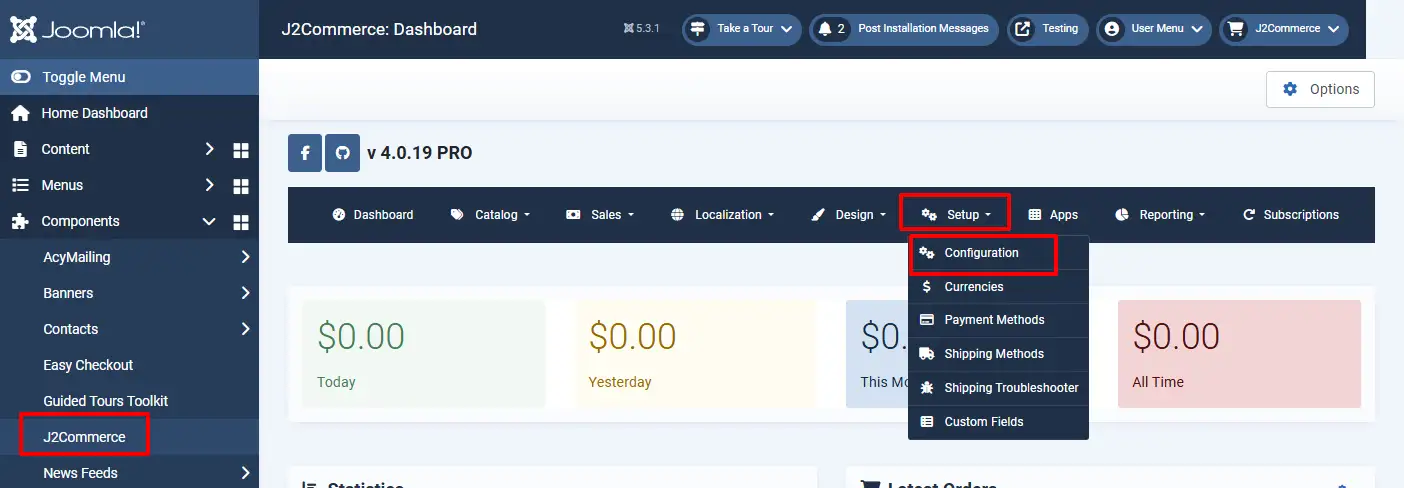 Joomla!®
J2Commerce: Dashboard
5.3.1
Take a Tour
2 Post Installation Messages
Testing
User Menu
J2Commerce
Toggle Menu
Options
Home Dashboard
Content
Menus
Components
AcyMailing
Banners
Contacts
Easy Checkout
Guided Tours Toolkit
J2Commerce
News Feeds
v 4.0.19 PRO
Dashboard
Catalog
Sales
Localization
Design
Setup
Apps
Reporting
Subscriptions
Configuration
Currencies
Payment Methods
Shipping Methods
Shipping Troubleshooter
Custom Fields
$0.00
Today
$0.00
Yesterday
$0.
This Mo
$0.00
All Time
Statistics
Latest Orders